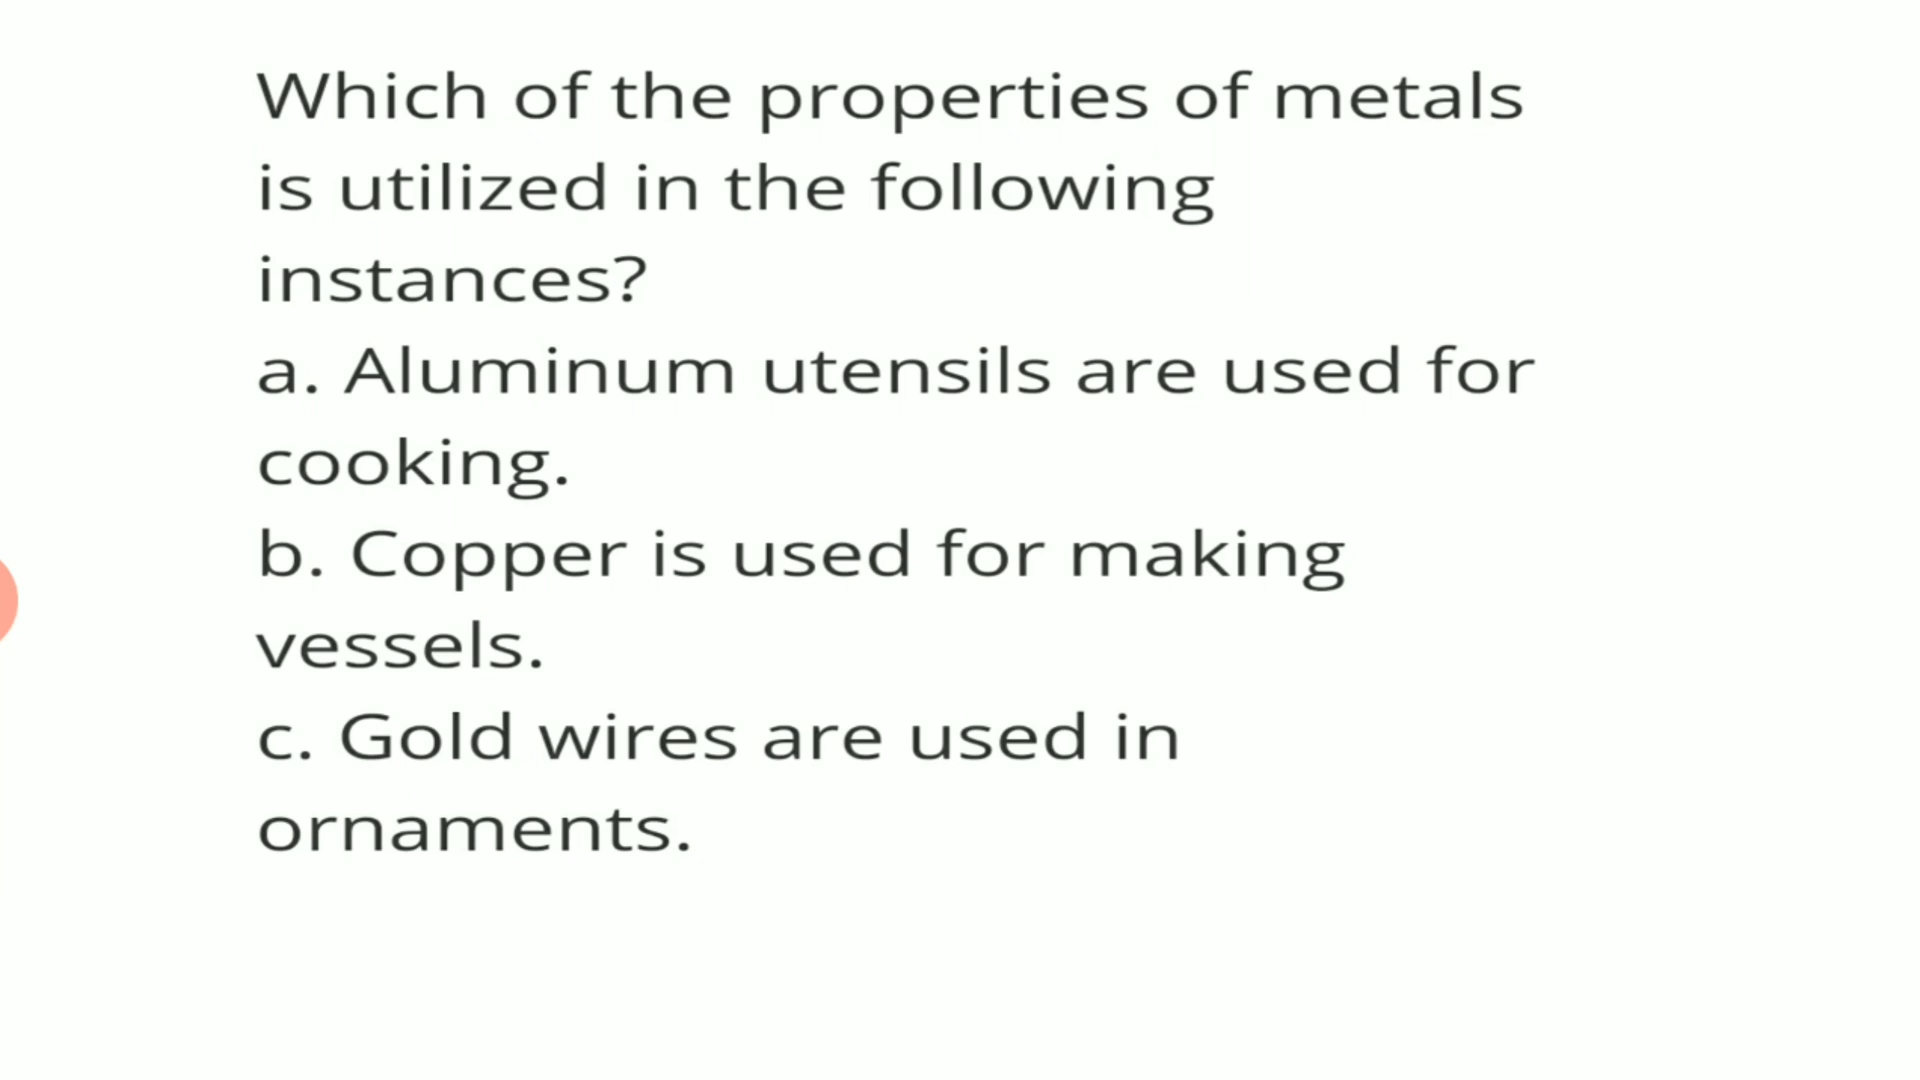 Which of the properties of metals
is utilized in the following
instances?
a. Aluminum utensils are used for
cooking.
b. Copper is used for making
vessels.
c. Gold wires are used in
ornaments.